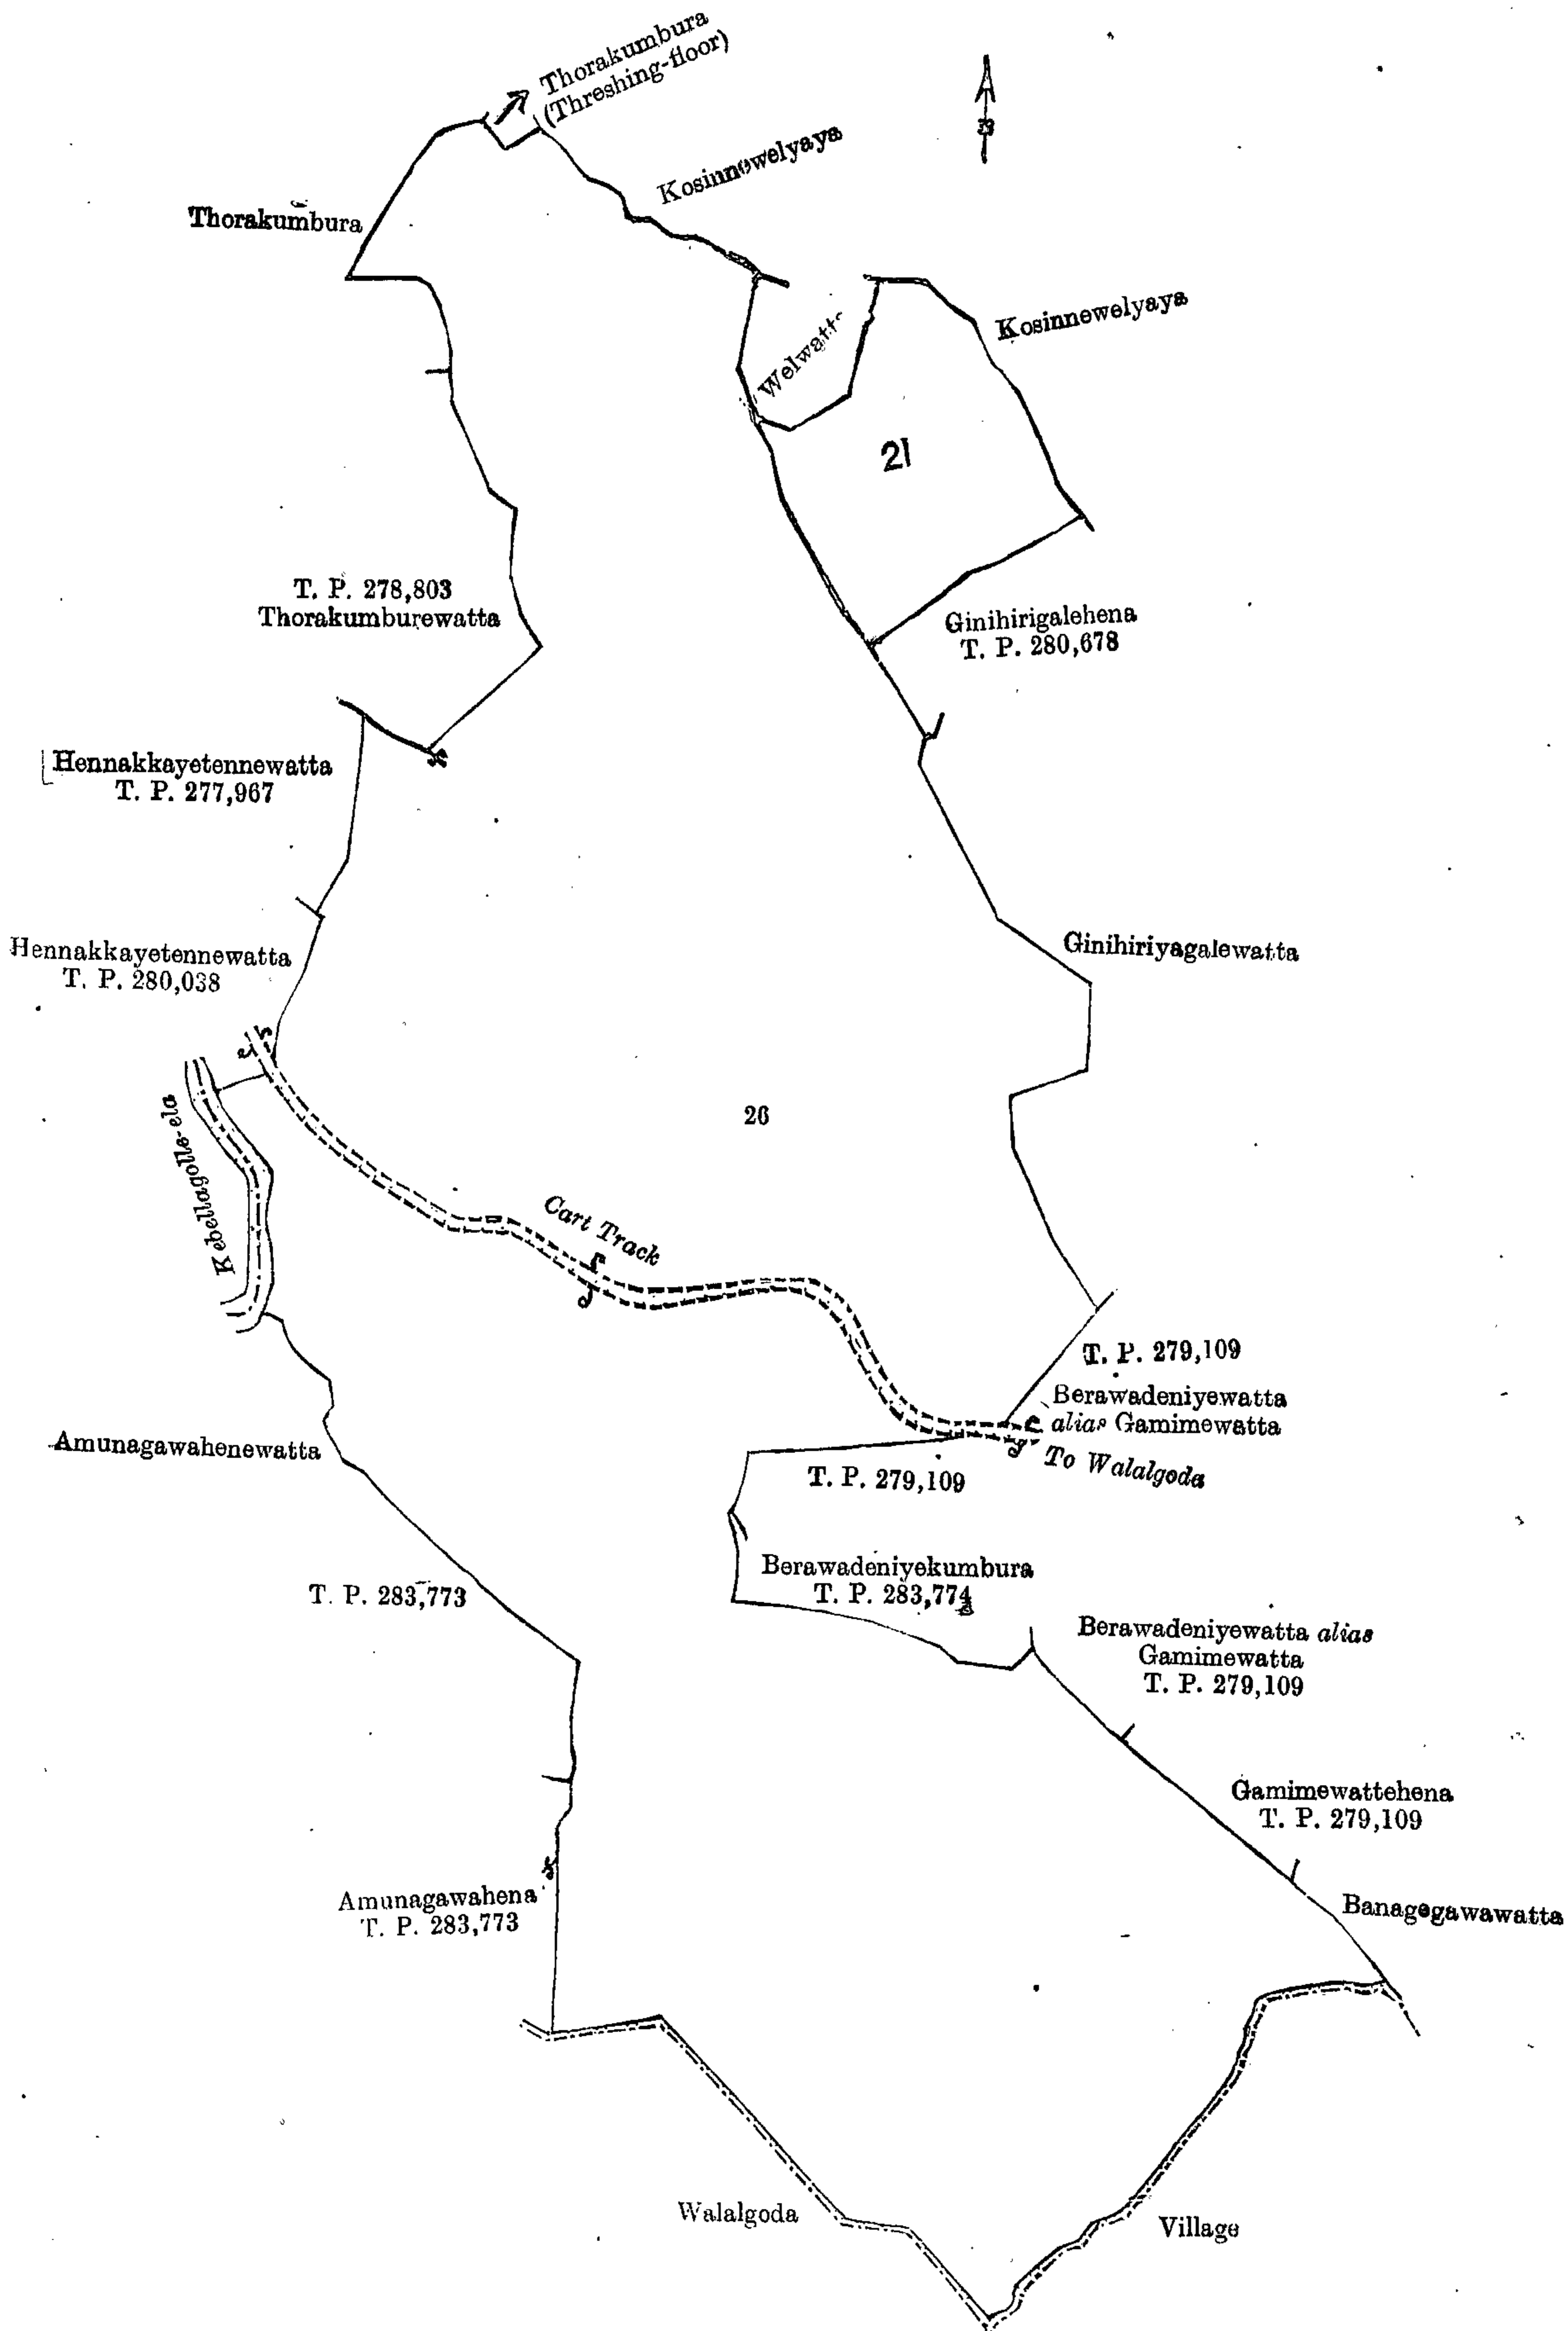 Thorakumbura
(Threshing-floor)
Kosinnewelyaya
Thorakumbura
Kosinnewelyaya
21
T. P. 278,803
Thorakumburewatta
Ginihirigalehena
T. P. 280,678
Hennakkayetennewatta
T. P. 277,967
Hennakkayetennewatta
T. P. 280,038
Ginihiriyagalewatta
Kebellagolle-ela
26
Cart Track
T. P. 279,109
Berawadeniyewatta
alias Gamimewatta
To Walalgoda
Amunagawahenewatta
T. P. 279,109
Berawadeniyekumbura
T. P. 283,774
T. P. 283,773
Berawadeniyewatta alias
Gamimewatta
T. P. 279,109
Gamimewattehena
T. P. 279,109
Amunagawahena
T. P. 283,773
Banagegawawatta
Walalgoda
Village